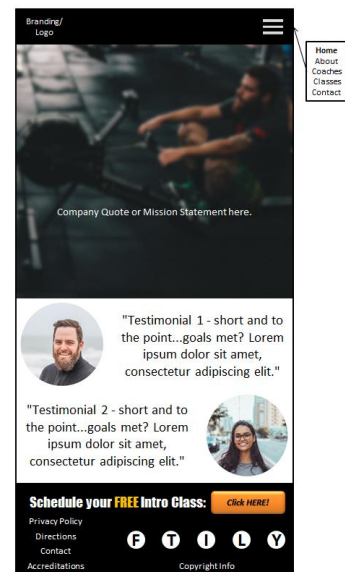 Branding/
Logo
Home
About
Coaches
Classes
Contact
Company Quote or Mission Statement here.
"Testimonial 1 - short and to
the point...goals met? Lorem
ipsum dolor sit amet,
consectetur adipiscing elit."
"Testimonial 2 - short and to
the point...goals met? Lorem
ipsum dolor sit amet,
consectetur adipiscing elit."
Schedule your FREE Intro Class: Click HERE!
Privacy Policy
Directions
Contact
Accreditations
F T I L Y
Copyright Info